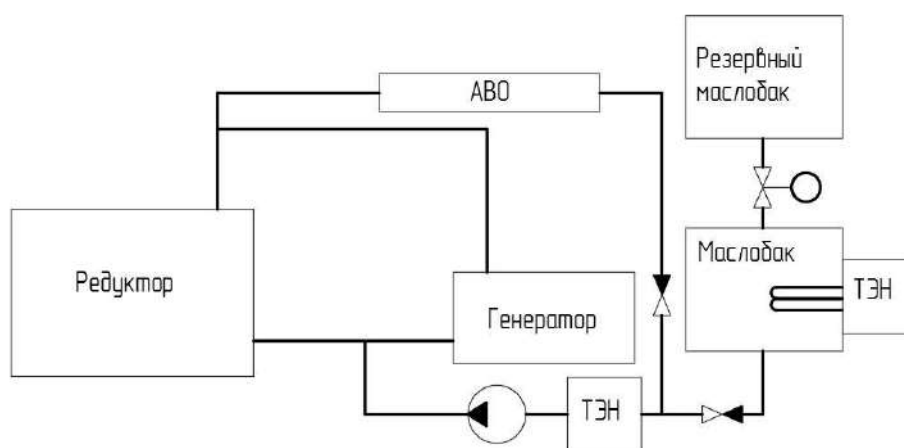 АВО
Резервный
маслобак
Редуктор
Генератор
Маслобак
ТЭН
ТЭН